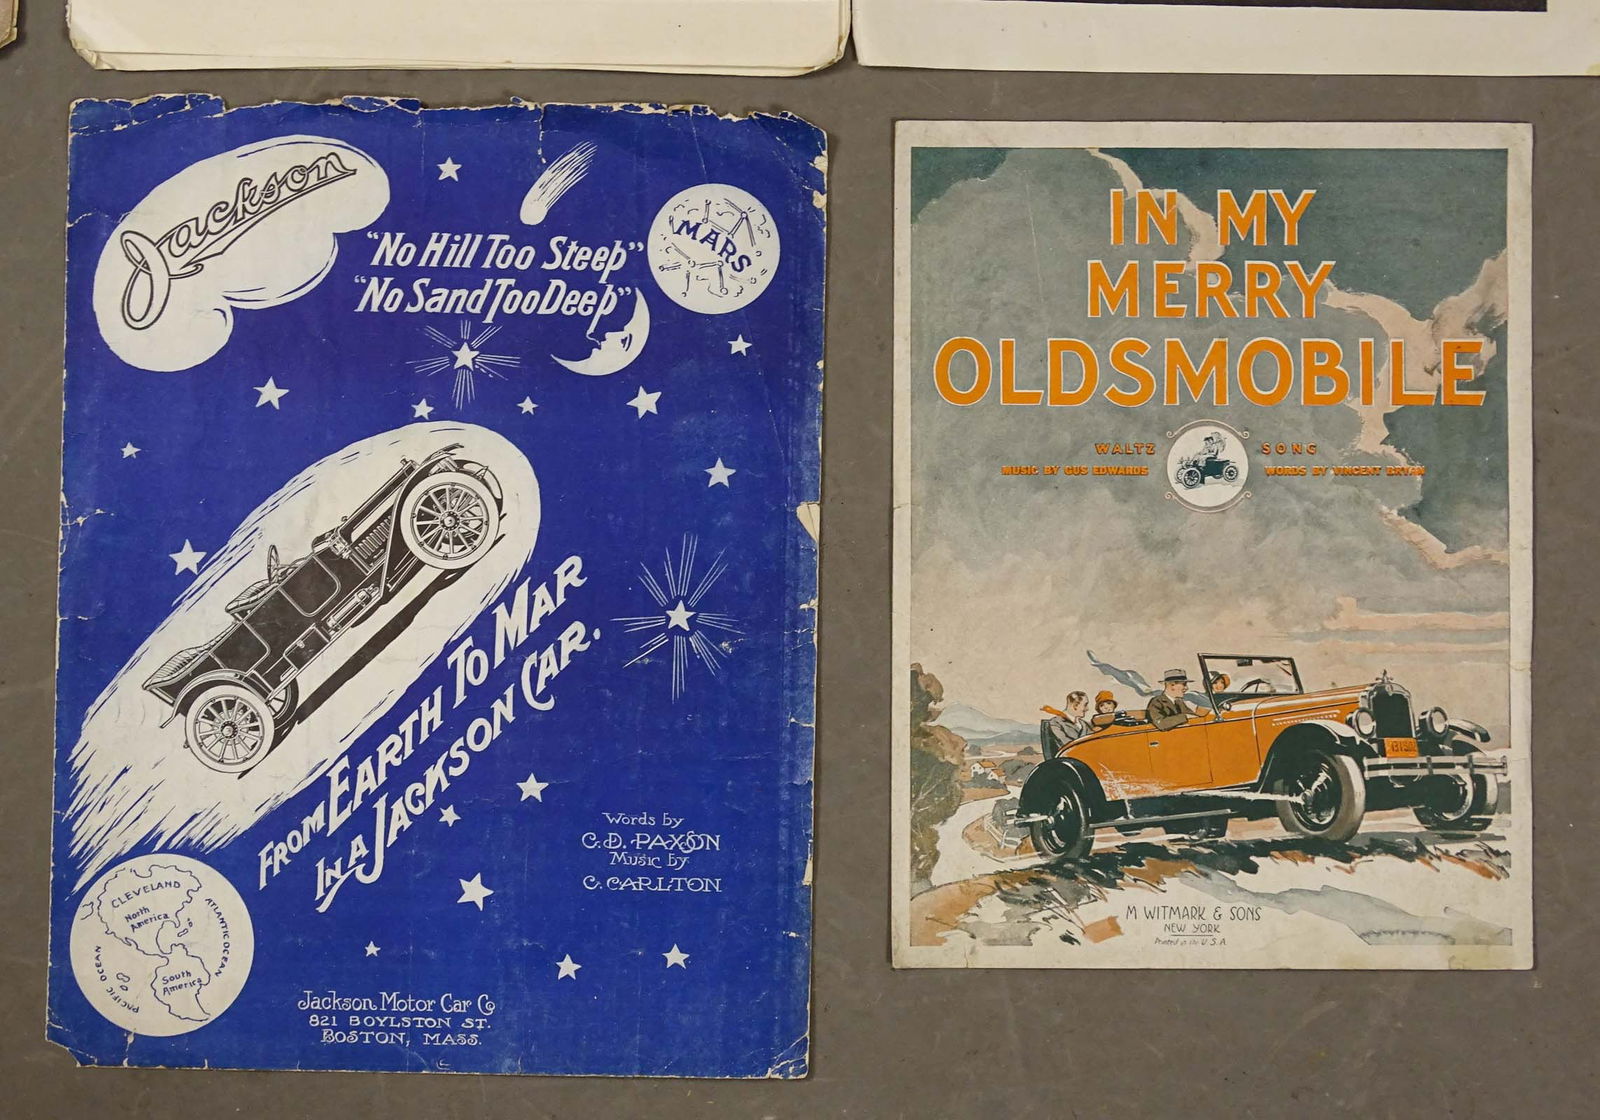 Jackson
"No Hill Too Steep"
"No Sand Too Deep"
MARS
FROM EARTH TO MAR
IN A JACKSON CAR.
Words by
C. D. PAXSON
Music by
C. CARLTON
CLEVELAND
North
America
ATLANTIC OCEAN
PACIFIC OCEAN
South
America
Jackson Motor Car Co
821 BOYLSTON ST.
BOSTON, MASS.
IN MY
MERRY
OLDSMOBILE
WALTZ SONG
MUSIC BY GUS EDWARDS WORDS BY VINCENT BRYAN
M WITMARK & SONS
NEW YORK
Printed in the U. S. A.